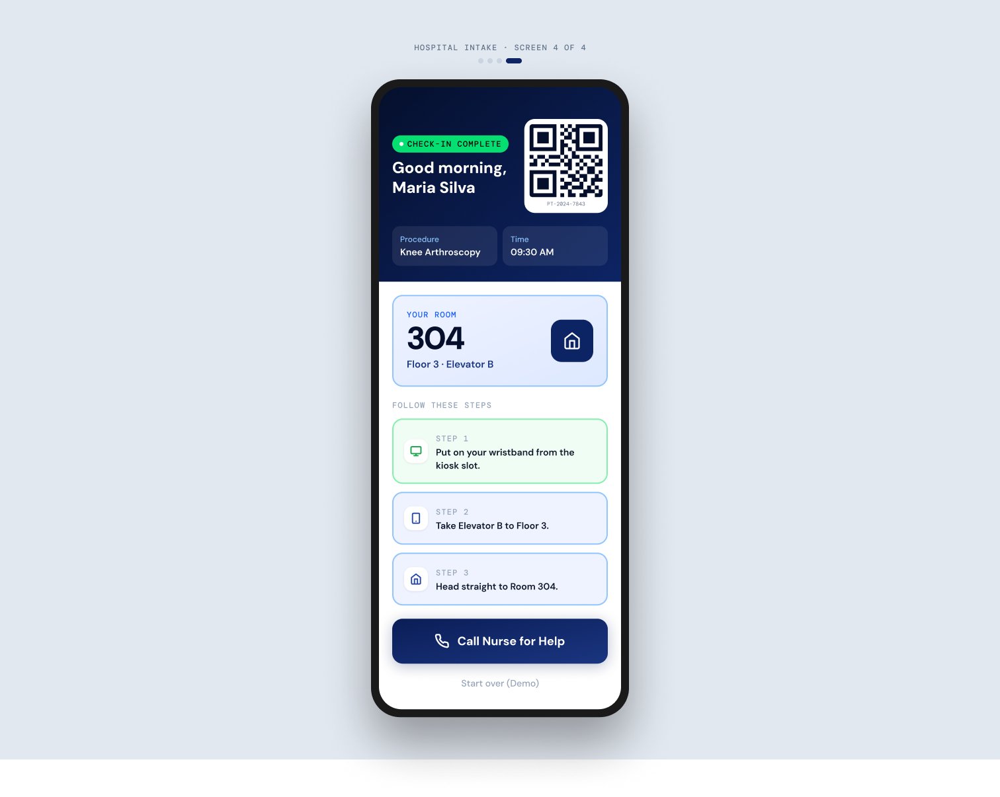 HOSPITAL INTAKE · SCREEN 4 OF 4
CHECK-IN COMPLETE
Good morning,
Maria Silva
PT-2024-7843
Procedure
Knee Arthroscopy
Time
09:30 AM
YOUR ROOM
304
Floor 3 · Elevator B
FOLLOW THESE STEPS
STEP 1
Put on your wristband from the
kiosk slot.
STEP 2
Take Elevator B to Floor 3.
STEP 3
Head straight to Room 304.
Call Nurse for Help
Start over (Demo)